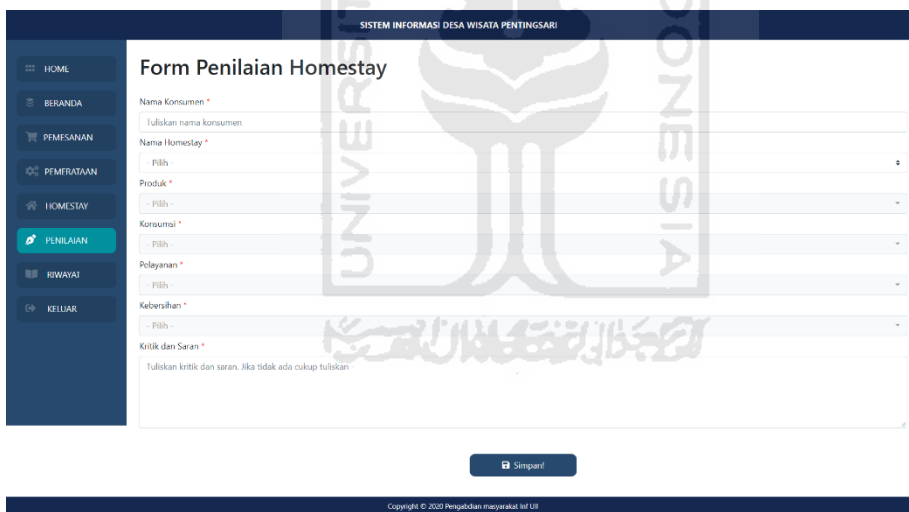 SISTEM INFORMASI DESA WISATA PENTINGSARI
HOME
BERANDA
PEMESANAN
PEMERATAAN
HOMESTAY
PENILAIAN
RIWAYAT
KELUAR
Form Penilaian Homestay
Nama Konsumen *
Tuliskan nama konsumen
Nama Homestay *
- Pilih -
Produk *
- Pilih -
Konsumsi *
- Pilih -
Pelayanan *
- Pilih -
Kebersihan *
- Pilih -
Kritik dan Saran *
Tuliskan kritik dan saran. Jika tidak ada cukup tuliskan -
Simpan!
Copyright © 2020 Pengabdian masyarakat Inf UII
UNIVERSIT
DONESIA